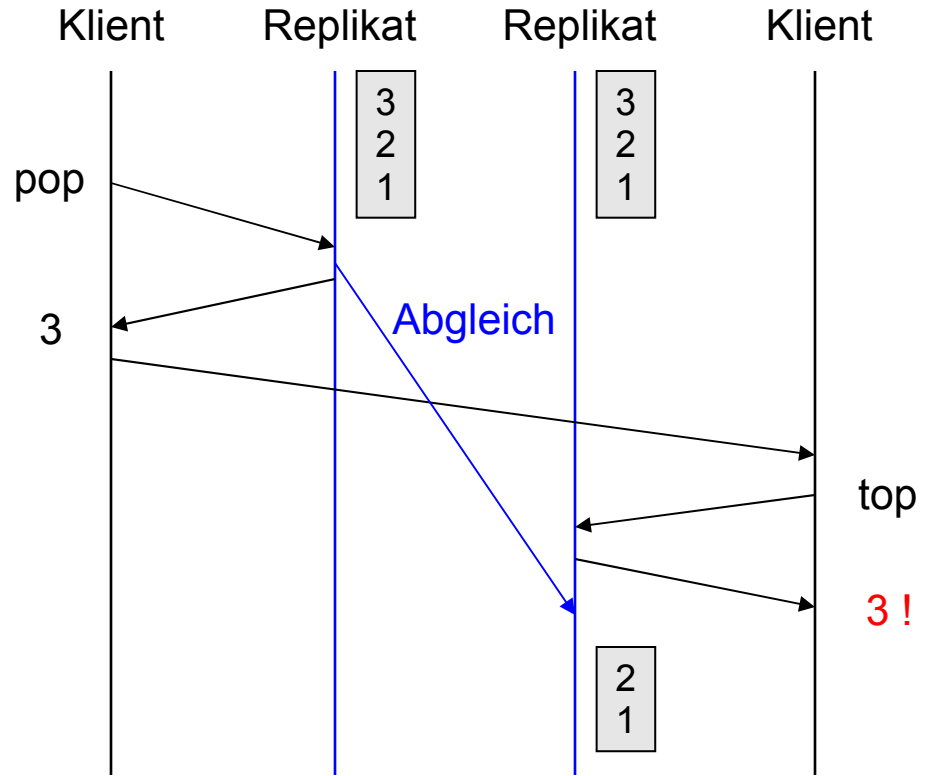 Klient Replikat Replikat Klient
3 3
2 2
1 1
pop
Abgleich
3
top
3 !
2
1